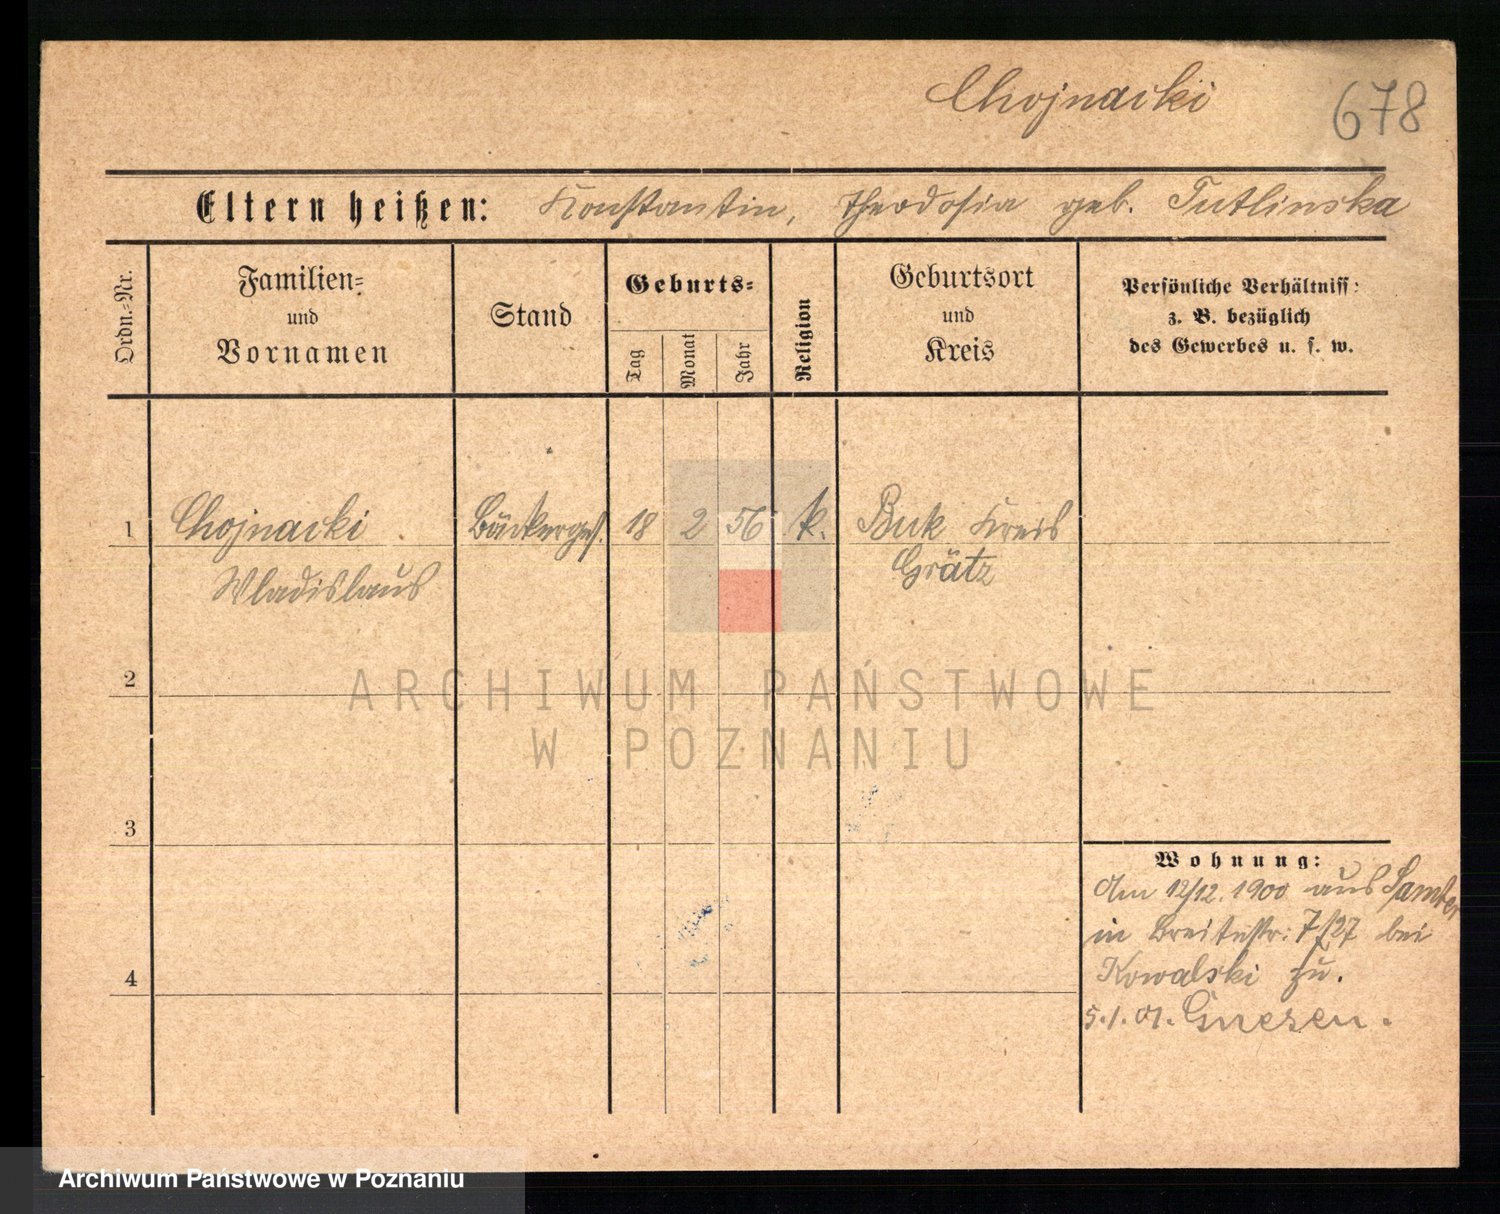 Chojnacki
678
Eltern heißen: Konstantin, Theodosia geb. Tutlinska
Ordn.-Nr.
Familien-
und
Vornamen
Stand
Geburts-
Tag
Monat
Jahr
Religion
Geburtsort
und
Kreis
Persönliche Verhältniss:
z. B. bezüglich
des Gewerbes u. s. w.
1 Chojnacki Bäckerges. 18 2 56 k. Buk Kreis
Wladislaus Grätz
2
ARCHIWUM PAŃSTWOWE
W POZNANIU
3
Wohnung:
Am 12/12. 1900 aus Samter
in Breitestr: 7/27 bei
4
Kowalski zu.
5.1.01. Gnesen.
Archiwum Państwowe w Poznaniu